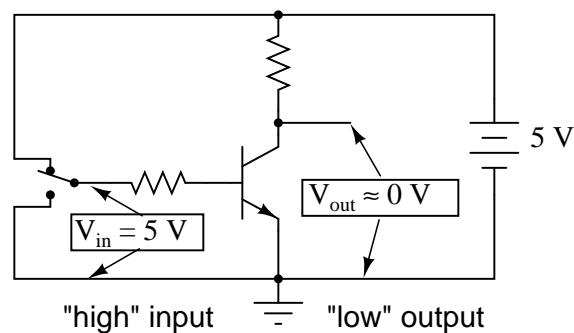 5 V
V_in = 5 V
V_out ≈ 0 V
"high" input
"low" output